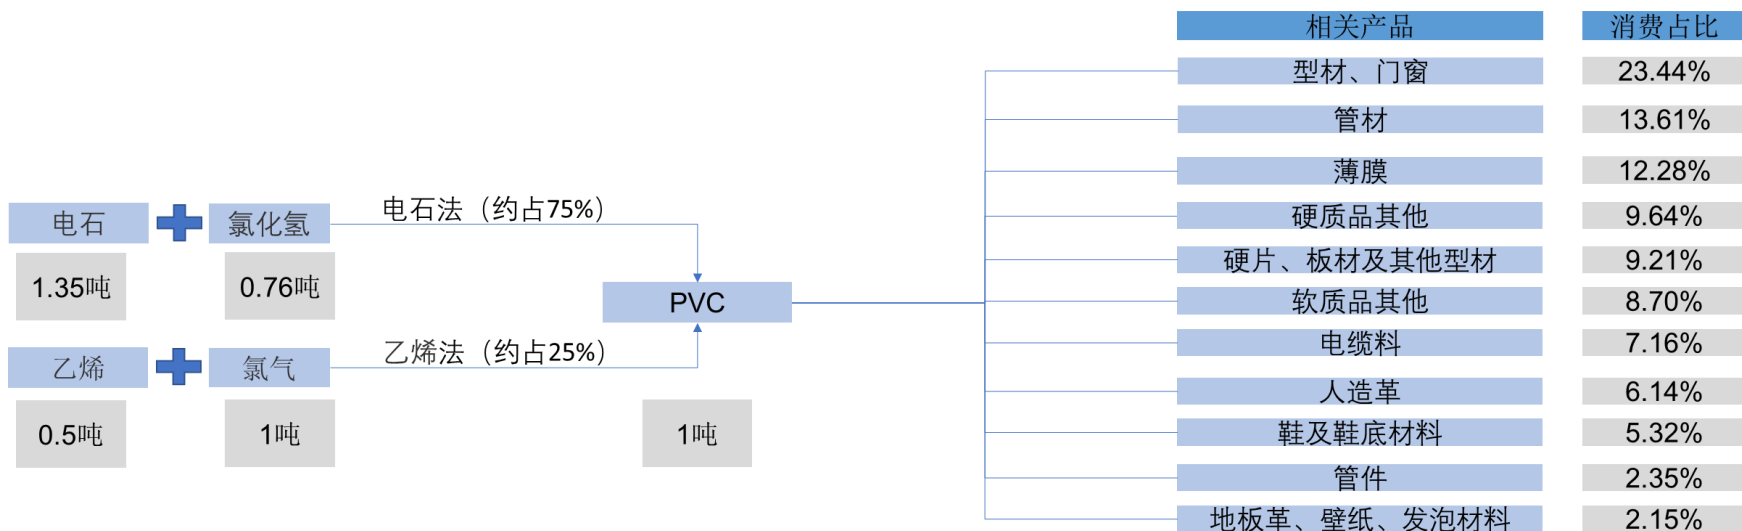 相关产品 消费占比
型材、门窗 23.44%
管材 13.61%
薄膜 12.28%
硬质品其他 9.64%
硬片、板材及其他型材 9.21%
软质品其他 8.70%
电缆料 7.16%
人造革 6.14%
鞋及鞋底材料 5.32%
管件 2.35%
地板革、壁纸、发泡材料 2.15%
电石 氯化氢 电石法（约占75%）
1.35吨 0.76吨
PVC
乙烯 氯气 乙烯法（约占25%）
0.5吨 1吨 1吨